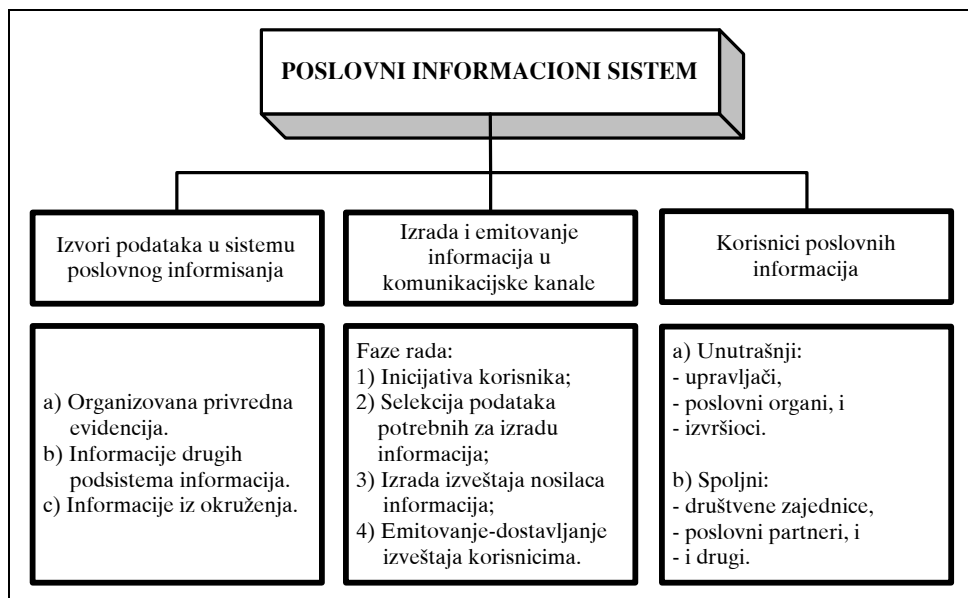 POSLOVNI INFORMACIONI SISTEM
Izvori podataka u sistemu
poslovnog informisanja
Izrada i emitovanje
informacija u
komunikacijske kanale
Korisnici poslovnih
informacija
a) Organizovana privredna
evidencija.
b) Informacije drugih
podsistema informacija.
c) Informacije iz okruženja.
Faze rada:
1) Inicijativa korisnika;
2) Selekcija podataka
potrebnih za izradu
informacija;
3) Izrada izveštaja nosilaca
informacija;
4) Emitovanje-dostavljanje
izveštaja korisnicima.
a) Unutrašnji:
- upravljači,
- poslovni organi, i
- izvršioci.
b) Spoljni:
- društvene zajednice,
- poslovni partneri, i
- i drugi.